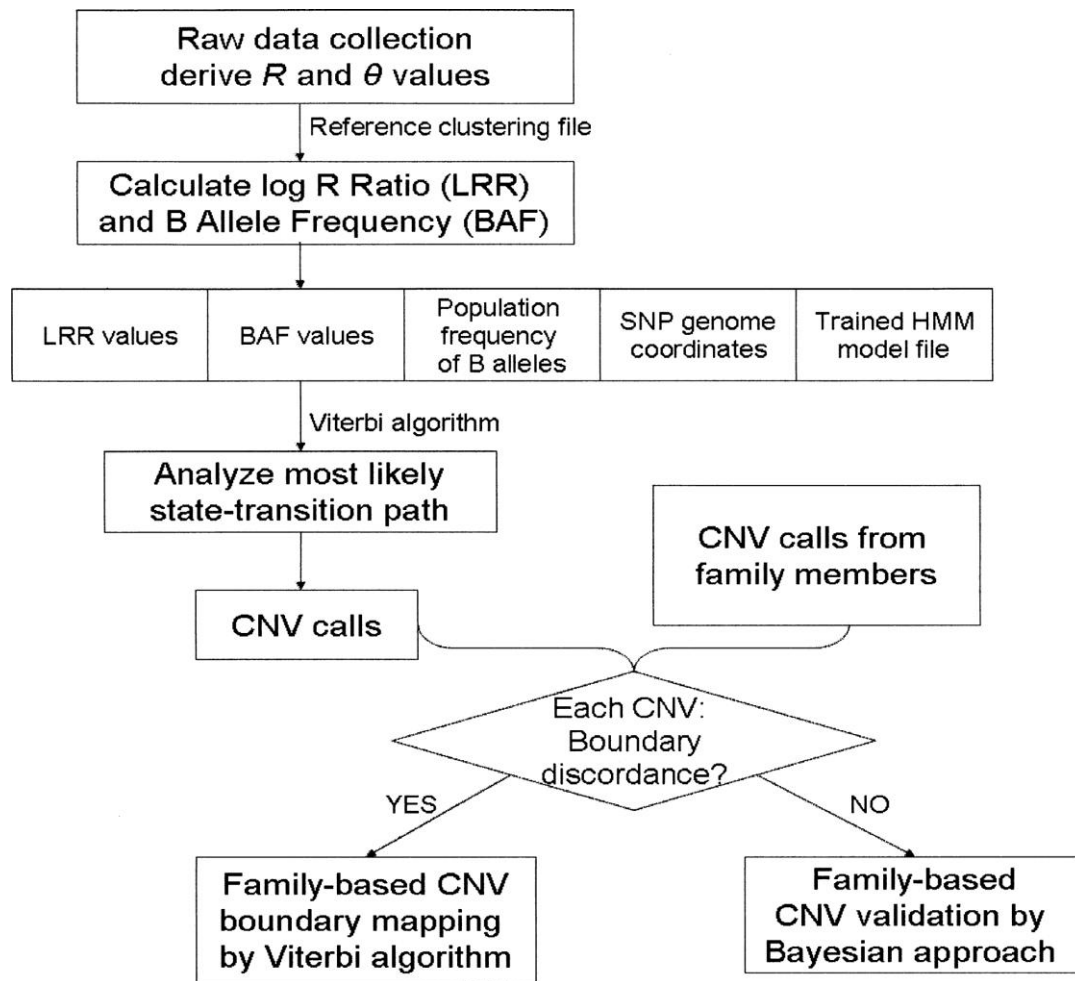 Raw data collection
derive R and θ values
Reference clustering file
Calculate log R Ratio (LRR)
and B Allele Frequency (BAF)
LRR values
BAF values
Population
frequency
of B alleles
SNP genome
coordinates
Trained HMM
model file
Viterbi algorithm
Analyze most likely
state-transition path
CNV calls from
family members
CNV calls
Each CNV:
Boundary
discordance?
YES
NO
Family-based CNV
boundary mapping
by Viterbi algorithm
Family-based
CNV validation by
Bayesian approach